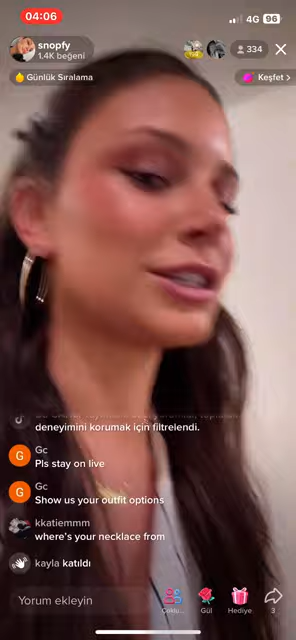 04:06
4G 96
snopfy
1.4K beğeni
334
Günlük Sıralama
Keşfet >
deneyimini korumak için filtrelendi.
Gc
Pls stay on live
Gc
Show us your outfit options
kkatiemmm
where's your necklace from
kayla katıldı
Yorum ekleyin
Çoklu...
Gül
Hediye
3